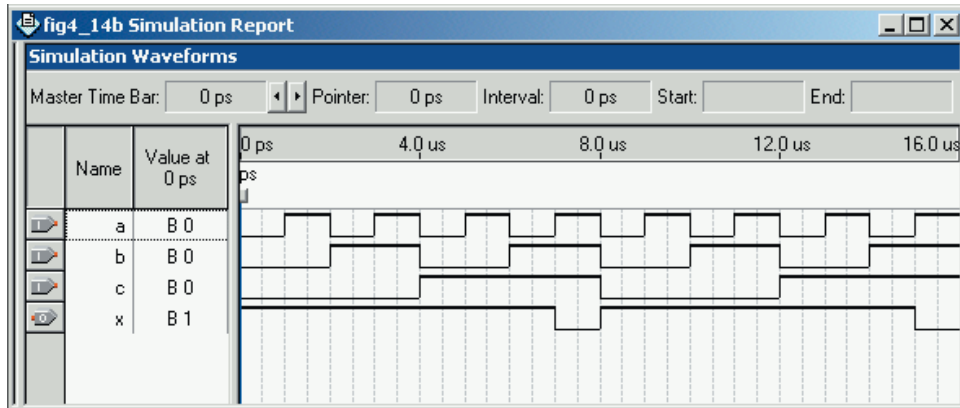 fig4_14b Simulation Report
Simulation Waveforms
Master Time Bar: 0 ps Pointer: 0 ps Interval: 0 ps Start: End:
Name Value at 0 ps 0 ps 4.0 us 8.0 us 12.0 us 16.0 us
ps
a B 0
b B 0
c B 0
x B 1